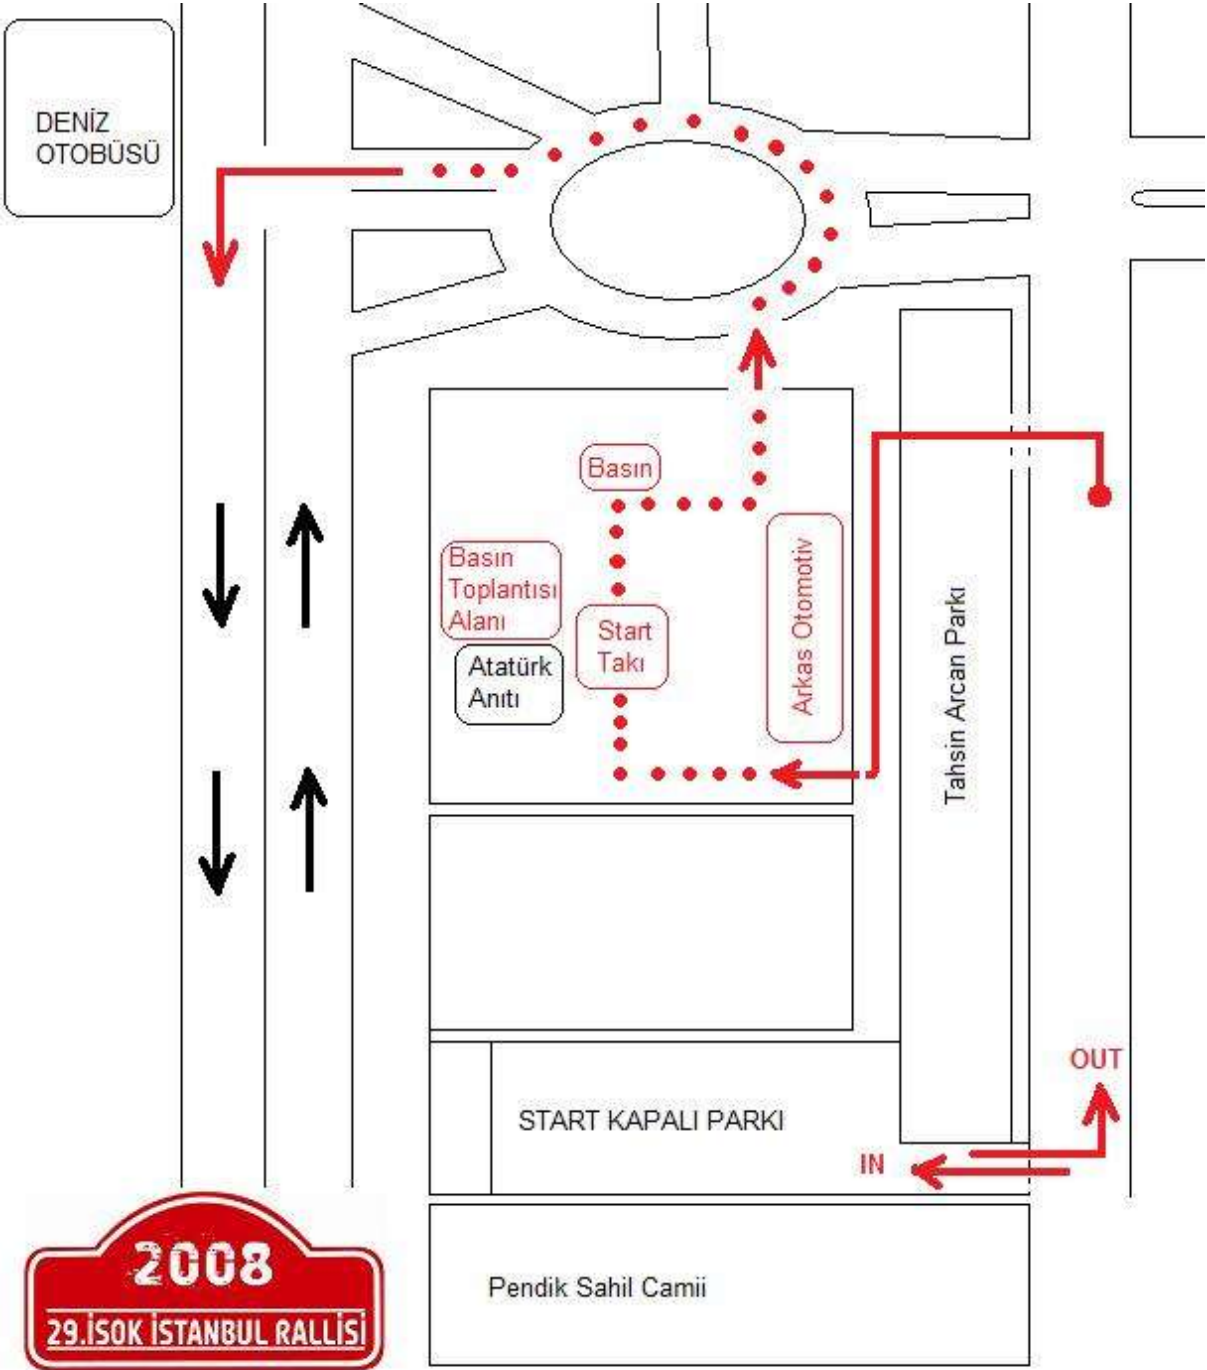 DENİZ
OTOBÜSÜ
Basın
Basın
Toplantısı
Alanı
Start
Takı
Atatürk
Anıtı
Arkas Otomotiv
Tahsin Arcan Parkı
OUT
START KAPALI PARKI
IN
2008
29.İSOK İSTANBUL RALLİSİ
Pendik Sahil Camii